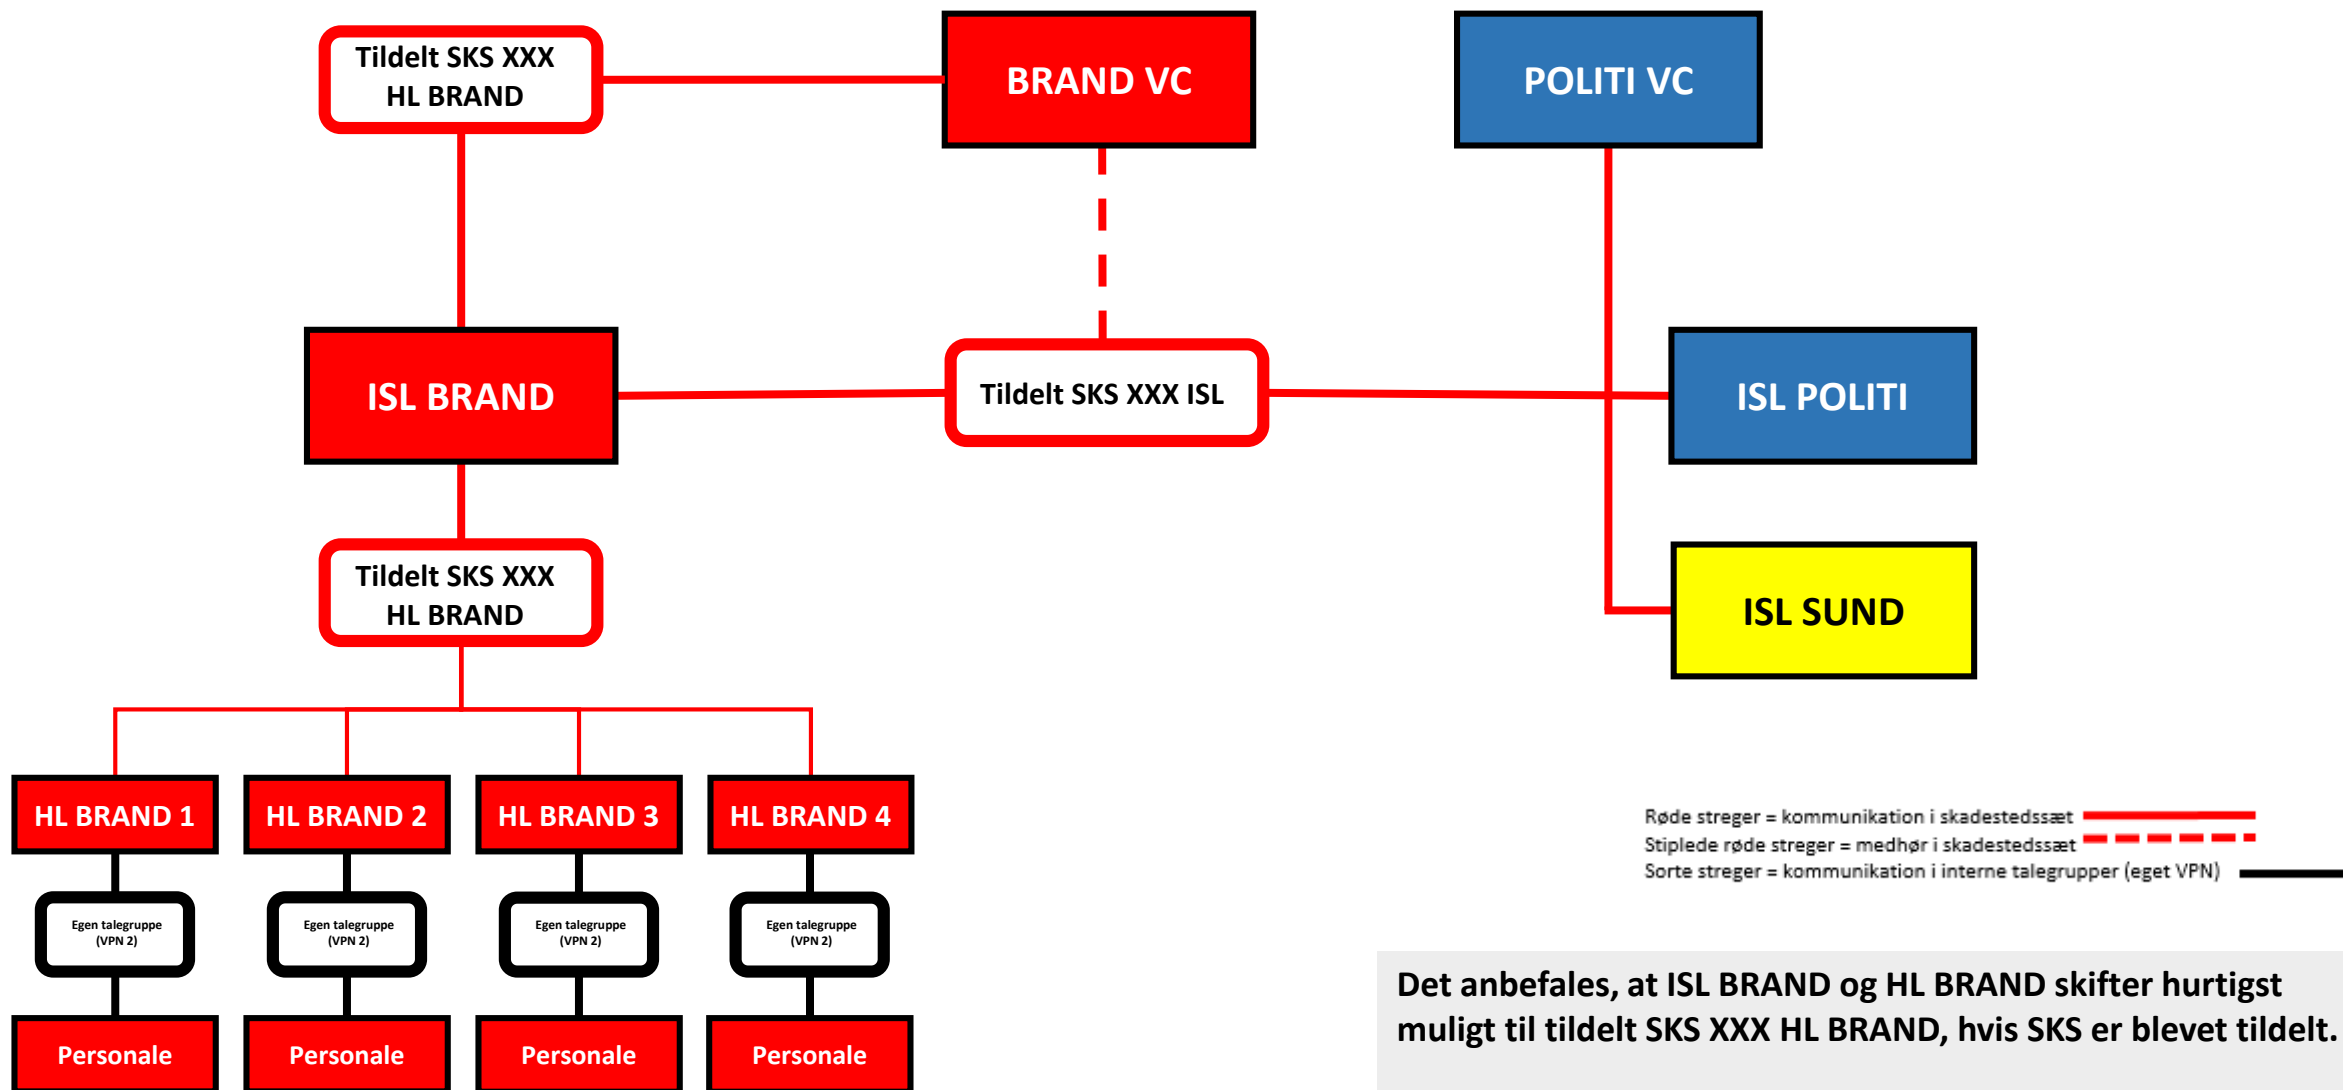 Tildelt SKS XXX
HL BRAND
BRAND VC
POLITI VC
ISL BRAND
Tildelt SKS XXX ISL
ISL POLITI
Tildelt SKS XXX
HL BRAND
ISL SUND
HL BRAND 1
HL BRAND 2
HL BRAND 3
HL BRAND 4
Røde streger = kommunikation i skadestedssæt
Stiplede røde streger = medhør i skadestedssæt
Sorte streger = kommunikation i interne talegrupper (eget VPN)
Egen talegruppe
(VPN 2)
Egen talegruppe
(VPN 2)
Egen talegruppe
(VPN 2)
Egen talegruppe
(VPN 2)
Personale
Personale
Personale
Personale
Det anbefales, at ISL BRAND og HL BRAND skifter hurtigst
muligt til tildelt SKS XXX HL BRAND, hvis SKS er blevet tildelt.